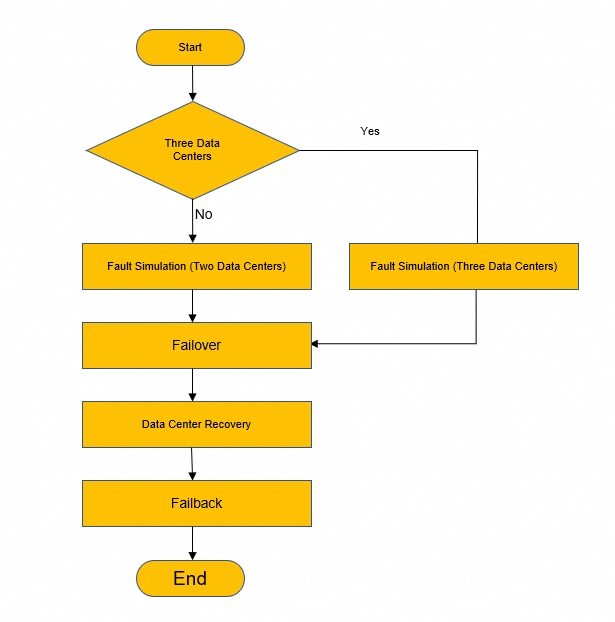 Start
Three Data
Centers
Yes
No
Fault Simulation (Two Data Centers)
Fault Simulation (Three Data Centers)
Failover
Data Center Recovery
Failback
End